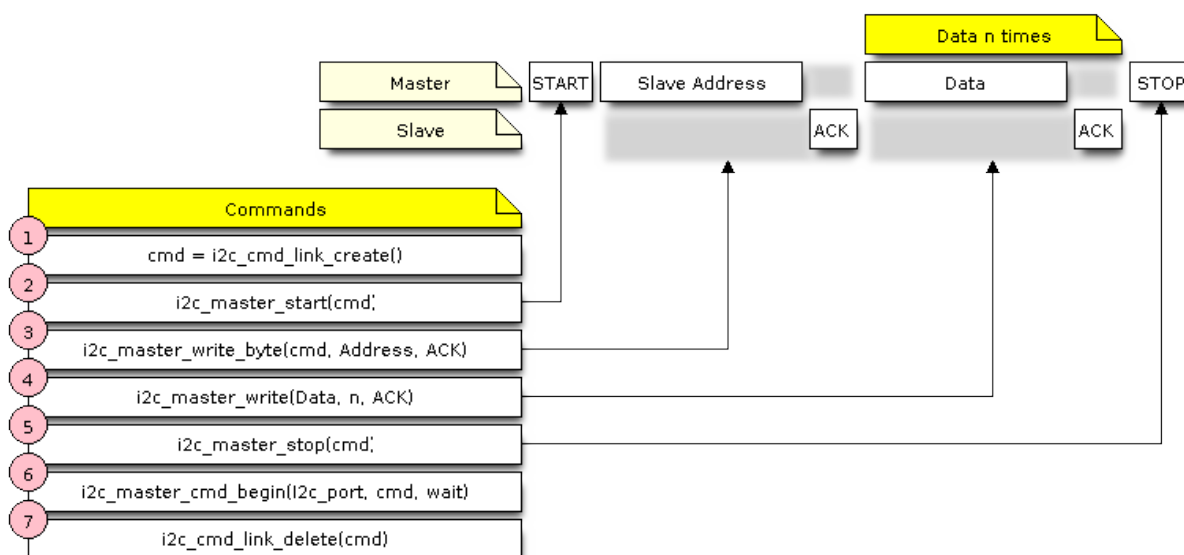 Data n times
Master START Slave Address Data STOP
Slave ACK ACK
Commands
1
cmd = i2c_cmd_link_create()
2
i2c_master_start(cmd)
3
i2c_master_write_byte(cmd, Address, ACK)
4
i2c_master_write(Data, n, ACK)
5
i2c_master_stop(cmd)
6
i2c_master_cmd_begin(I2c_port, cmd, wait)
7
i2c_cmd_link_delete(cmd)